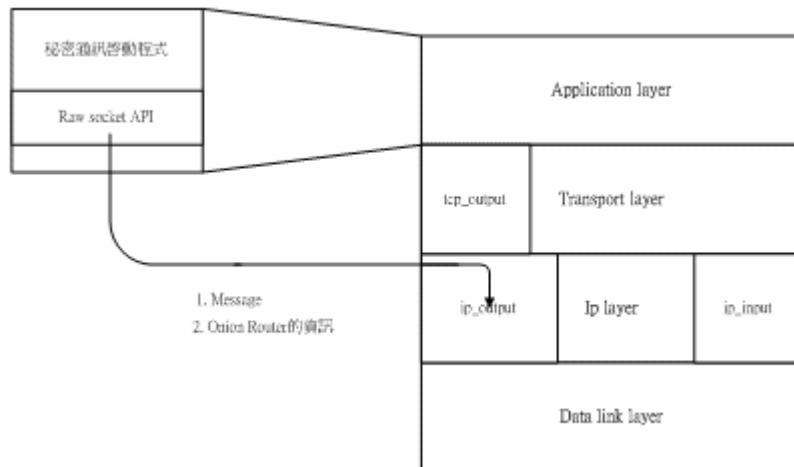 秘密通訊啓動程式
Raw socket API
Application layer
tcp_output
Transport layer
1. Message
2. Onion Router的資訊
ip_output
Ip layer
ip_input
Data link layer